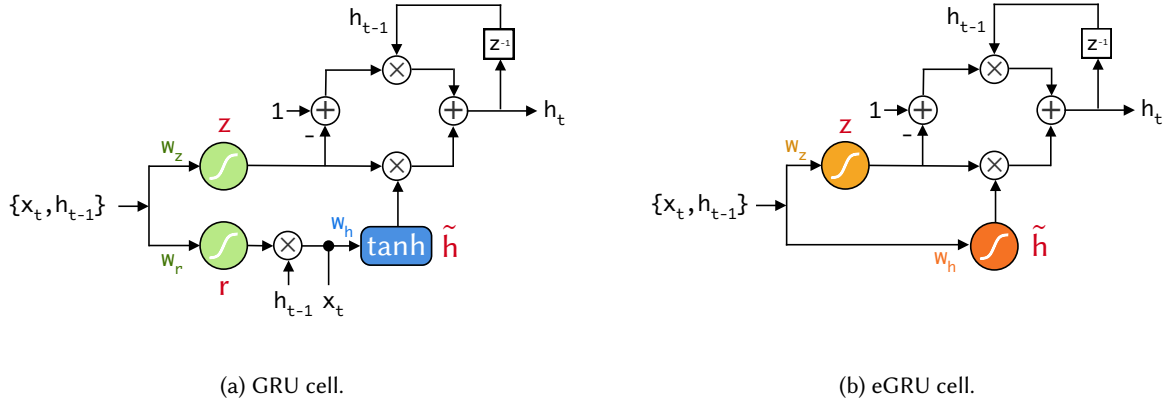 h_{t-1}
z^{-1}
1
+
-
h_t
w_z
z
{x_t,h_{t-1}}
w_r
r
w_h
tanh
h̃
h_{t-1}
x_t
(a) GRU cell.
h_{t-1}
z^{-1}
1
+
-
h_t
w_z
z
{x_t,h_{t-1}}
w_h
h̃
(b) eGRU cell.